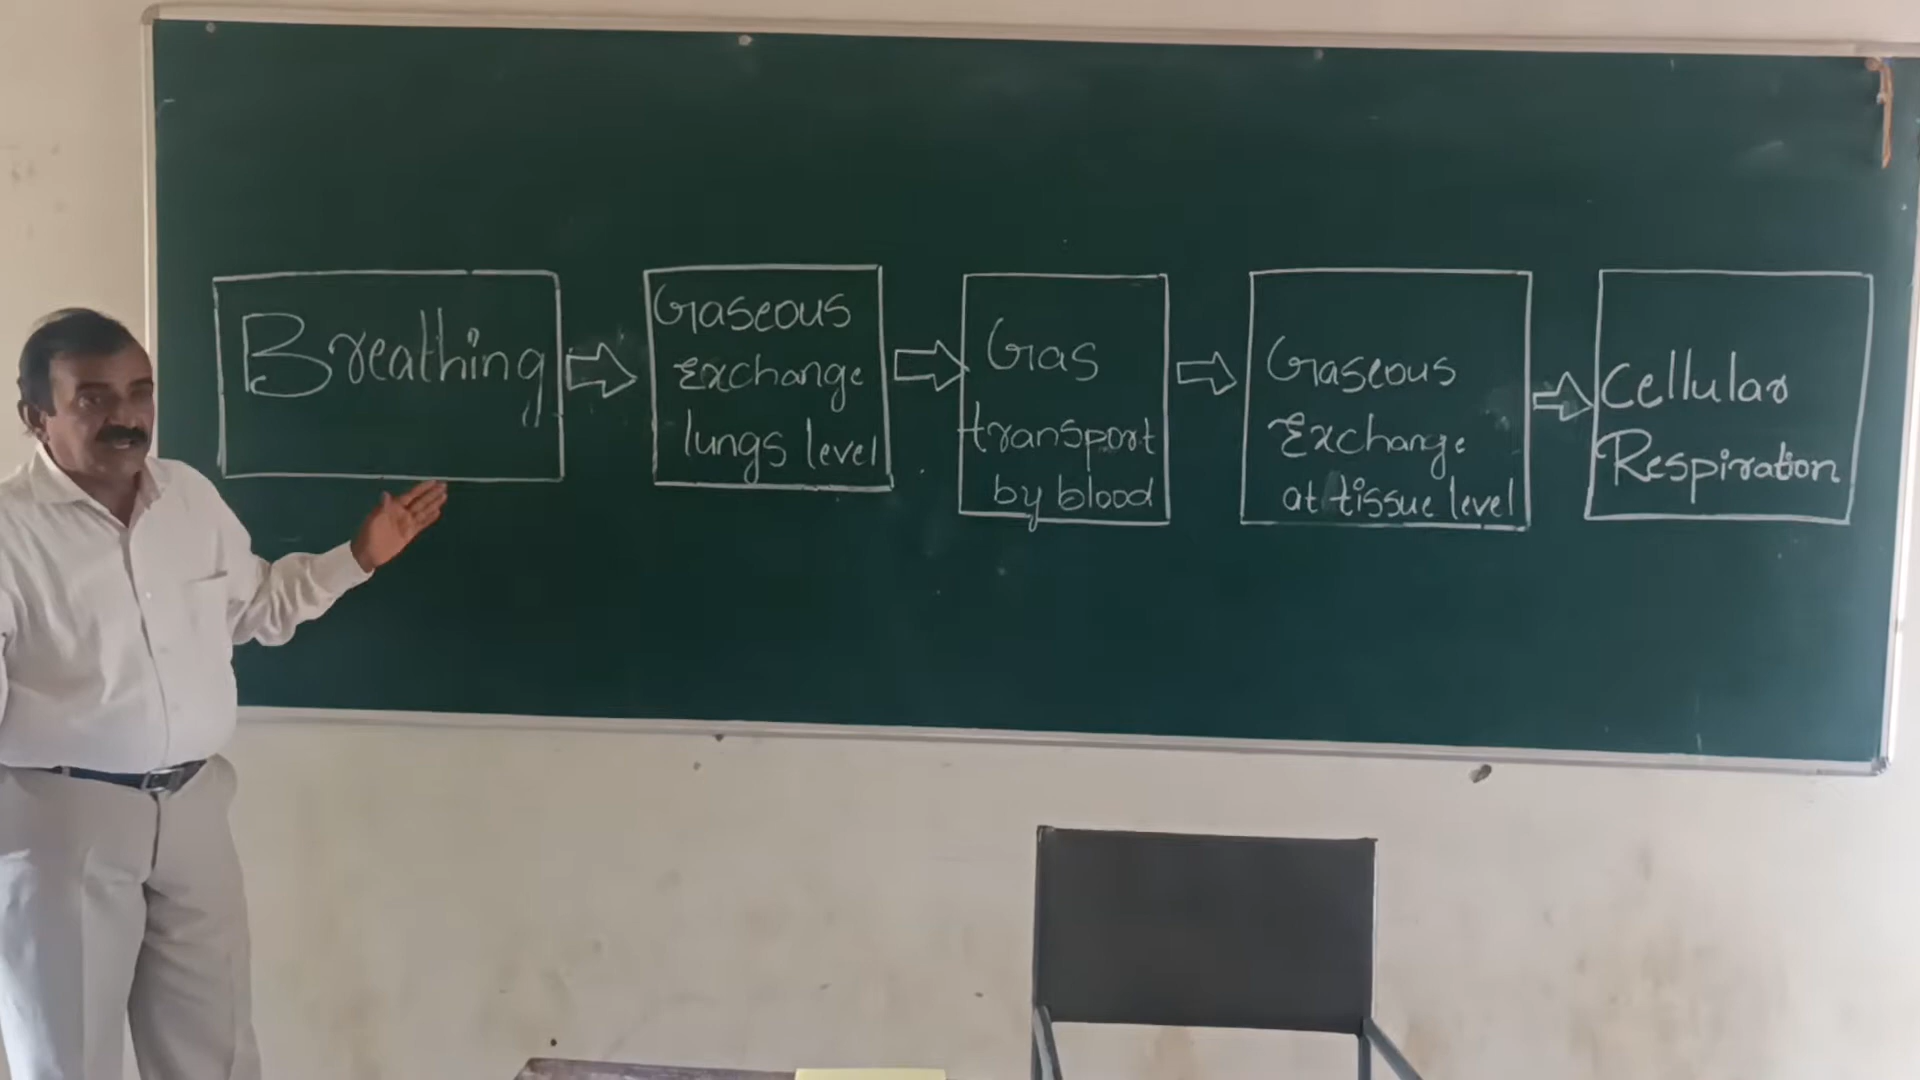 Breathing
Gaseous
Exchange
lungs level
Gas
transport
by blood
Gaseous
Exchange
at tissue level
Cellular
Respiration